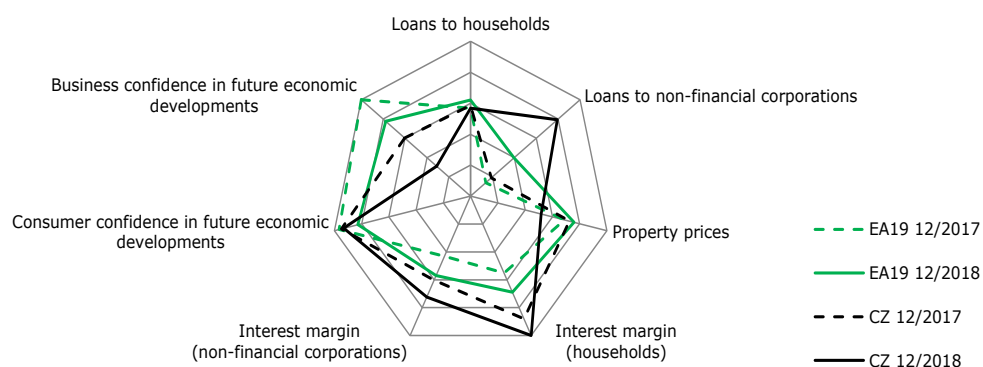 Loans to households
Business confidence in future economic
developments
Loans to non-financial corporations
Consumer confidence in future economic
developments
Property prices
Interest margin
(non-financial corporations)
Interest margin
(households)
EA19 12/2017
EA19 12/2018
CZ 12/2017
CZ 12/2018